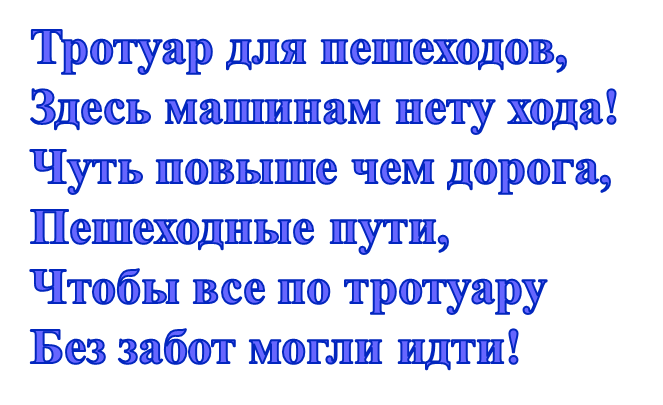 Тротуар для пешеходов,
Здесь машинам нету хода!
Чуть повыше чем дорога,
Пешеходные пути,
Чтобы все по тротуару
Без забот могли идти!